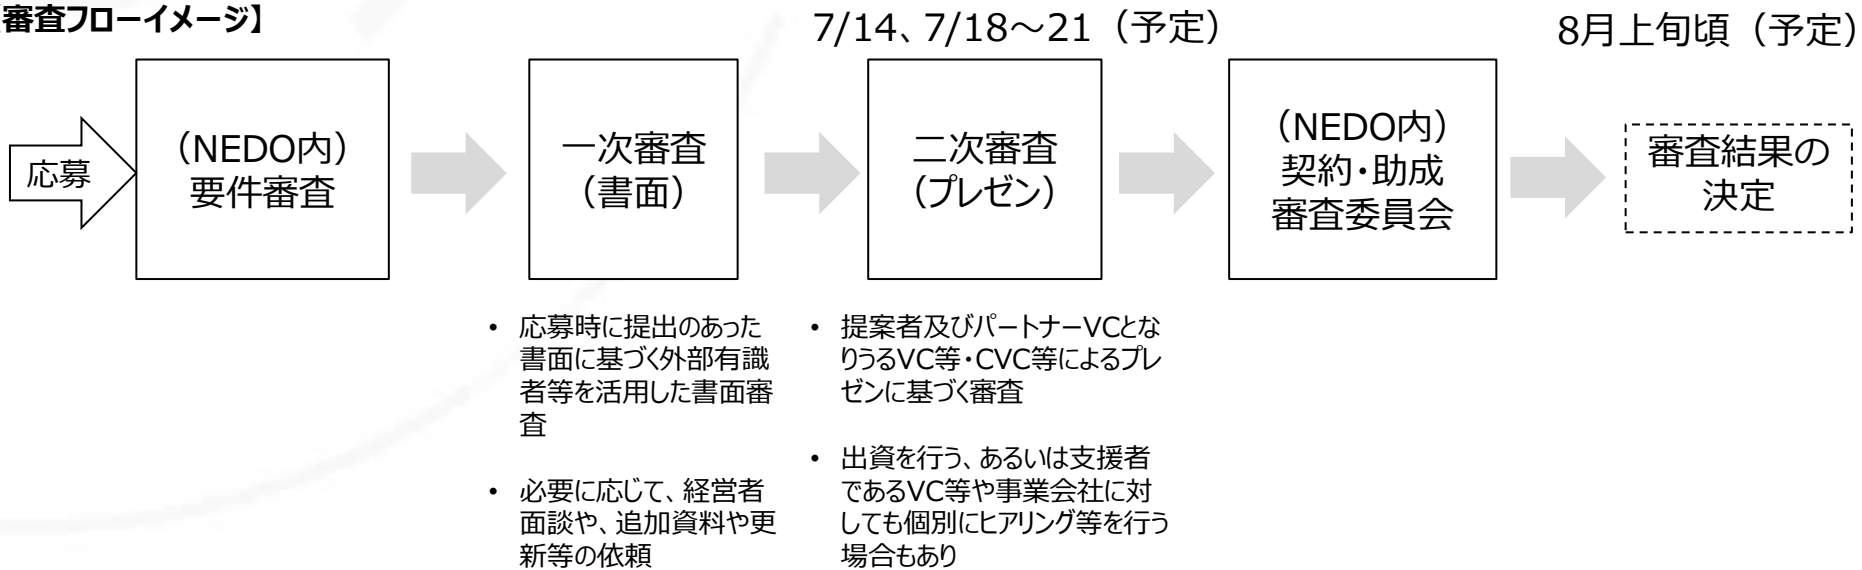 審査フローイメージ】
7/14、7/18～21（予定）
8月上旬頃（予定）
応募
（NEDO内）
要件審査
一次審査
（書面）
二次審査
（プレゼン）
（NEDO内）
契約・助成
審査委員会
審査結果の
決定
• 応募時に提出のあった
書面に基づく外部有識
者等を活用した書面審
査
• 必要に応じて、経営者
面談や、追加資料や更
新等の依頼
• 提案者及びパートナーVCとな
りうるVC等・CVC等によるプレ
ゼンに基づく審査
• 出資を行う、あるいは支援者
であるVC等や事業会社に対
しても個別にヒアリング等を行う
場合もあり